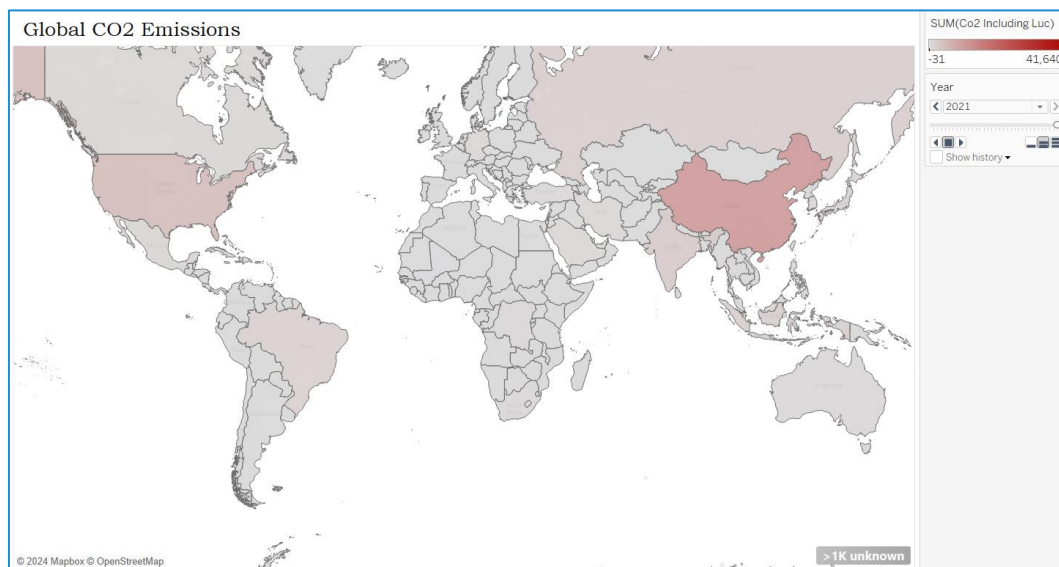 Global CO2 Emissions
SUM(Co2 Including Luc)
-31 41,640
Year
2021
Show history
© 2024 Mapbox © OpenStreetMap
>1K unknown